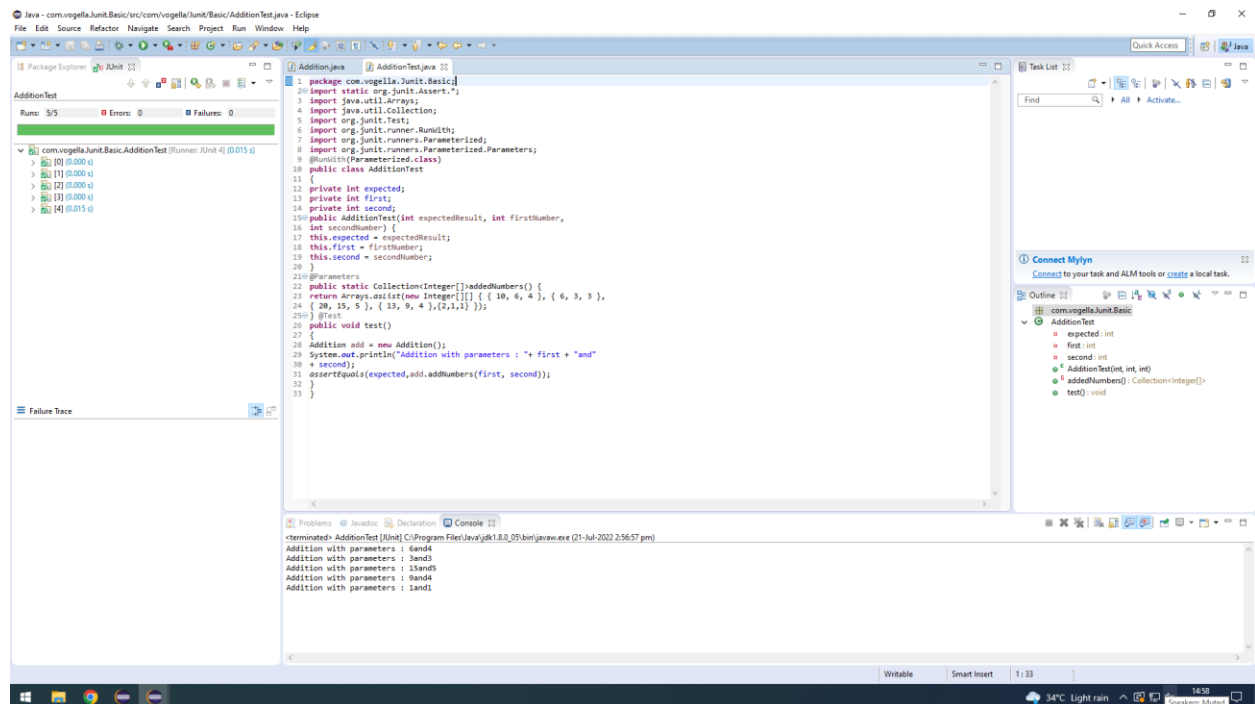 Java - com.vogella.Junit.Basic/src/com/vogella/Junit/Basic/AdditionTest.java - Eclipse
File Edit Source Refactor Navigate Search Project Run Window Help
Quick Access
Java
Package Explorer JUnit
AdditionTest
Runs: 5/5 Errors: 0 Failures: 0
com.vogella.Junit.Basic.AdditionTest [Runner: JUnit 4] (0.015 s)
[0] (0.000 s)
[1] (0.000 s)
[2] (0.000 s)
[3] (0.000 s)
[4] (0.015 s)
Failure Trace
Addition.java AdditionTest.java
1 package com.vogella.Junit.Basic;
2 import static org.junit.Assert.*;
3 import java.util.Arrays;
4 import java.util.Collection;
5 import org.junit.Test;
6 import org.junit.runner.RunWith;
7 import org.junit.runners.Parameterized;
8 import org.junit.runners.Parameterized.Parameters;
9 @RunWith(Parameterized.class)
10 public class AdditionTest
11 {
12 private int expected;
13 private int first;
14 private int second;
15 public AdditionTest(int expectedResult, int firstNumber,
16 int secondNumber) {
17 this.expected = expectedResult;
18 this.first = firstNumber;
19 this.second = secondNumber;
20 }
21 @Parameters
22 public static Collection<Integer[]>addedNumbers() {
23 return Arrays.asList(new Integer[][] { { 10, 6, 4 }, { 6, 3, 3 },
24 { 20, 15, 5 }, { 13, 9, 4 },{2,1,1} });
25 } @Test
26 public void test()
27 {
28 Addition add = new Addition();
29 System.out.println("Addition with parameters : "+ first + "and"
30 + second);
31 assertEquals(expected,add.addNumbers(first, second));
32 }
33 }
Task List
Find All Activate...
Connect Mylyn
Connect to your task and ALM tools or create a local task.
Outline
com.vogella.Junit.Basic
AdditionTest
expected : int
first : int
second : int
AdditionTest(int, int, int)
addedNumbers() : Collection<Integer[]>
test() : void
Problems Javadoc Declaration Console
<terminated> AdditionTest [JUnit] C:\Program Files\Java\jdk1.8.0_05\bin\javaw.exe (21-Jul-2022 2:56:57 pm)
Addition with parameters : 6and4
Addition with parameters : 3and3
Addition with parameters : 15and5
Addition with parameters : 9and4
Addition with parameters : 1and1
Writable Smart Insert 1 : 33
34°C Light rain
14:58
Speakers: Muted